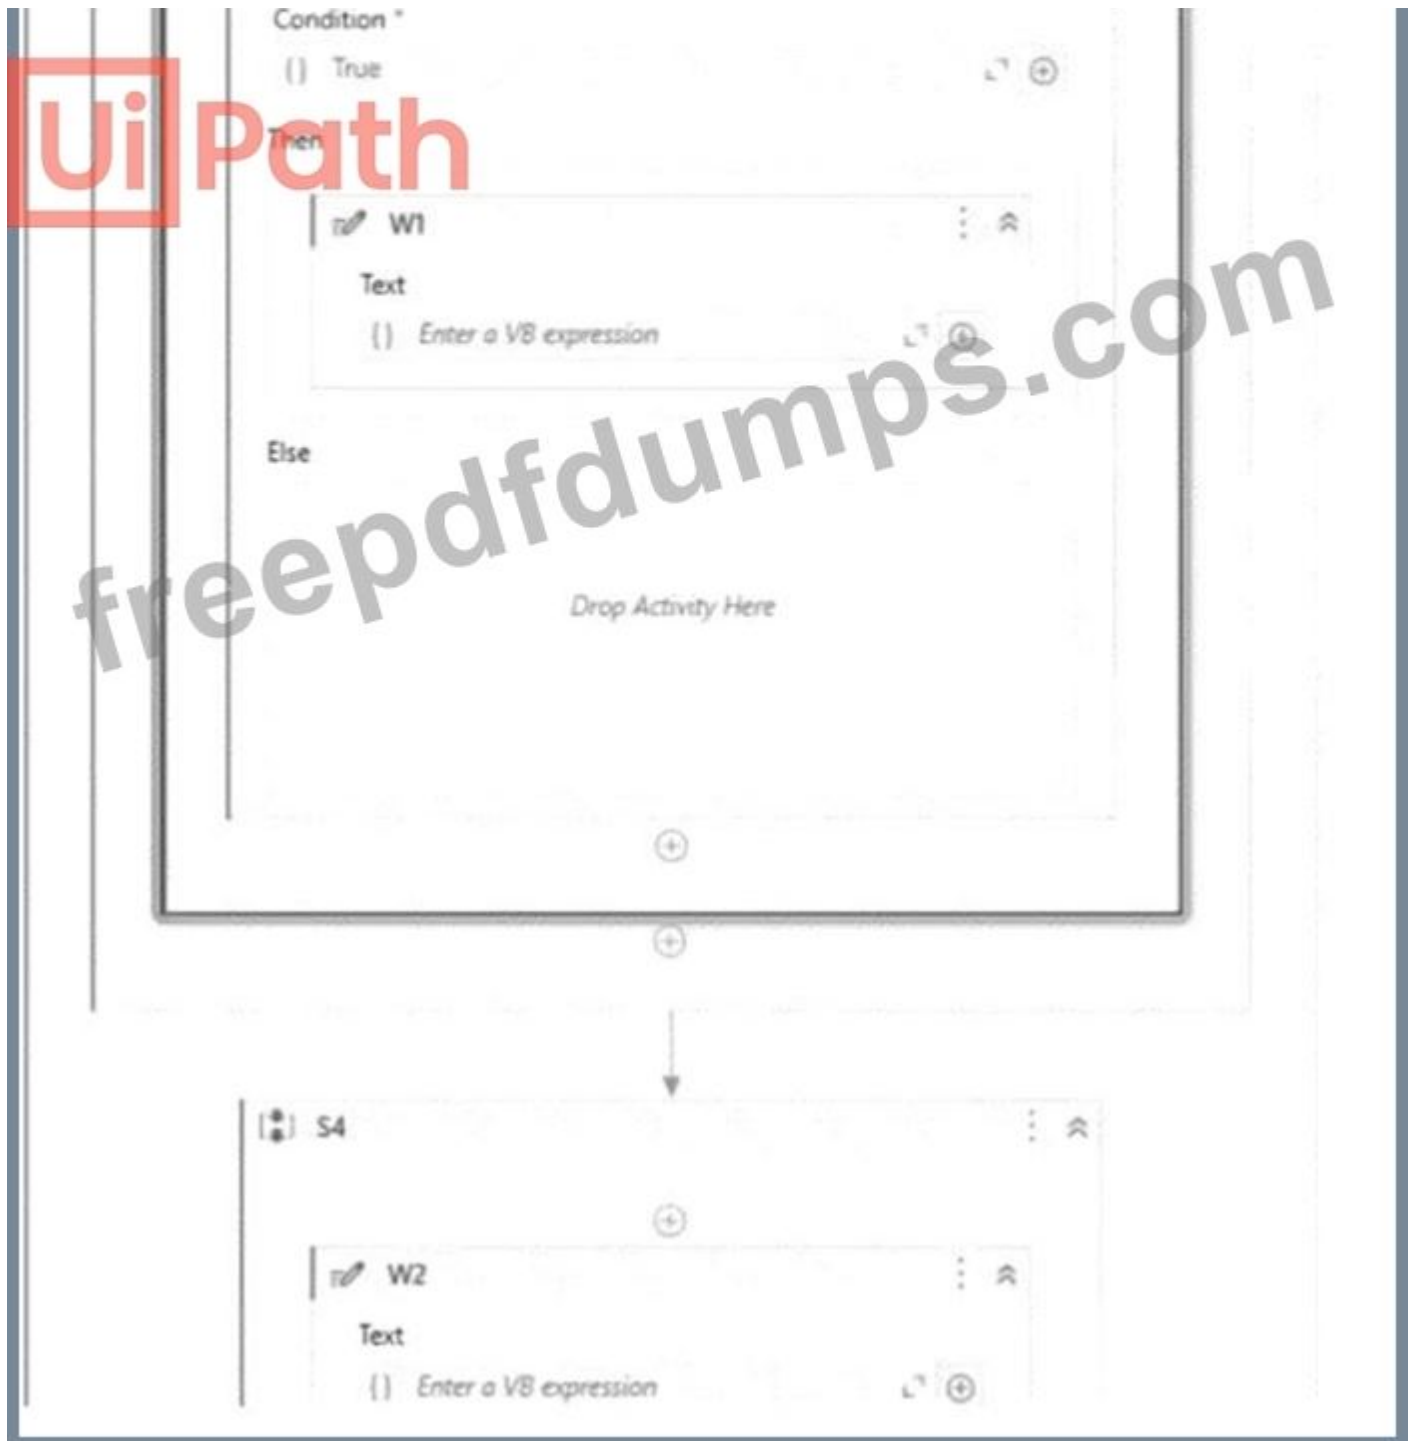 Condition *
{} True
UiPath
Then
W1
Text
{} Enter a VB expression
Else
freepdfdumps.com
Drop Activity Here
S4
W2
Text
{} Enter a VB expression